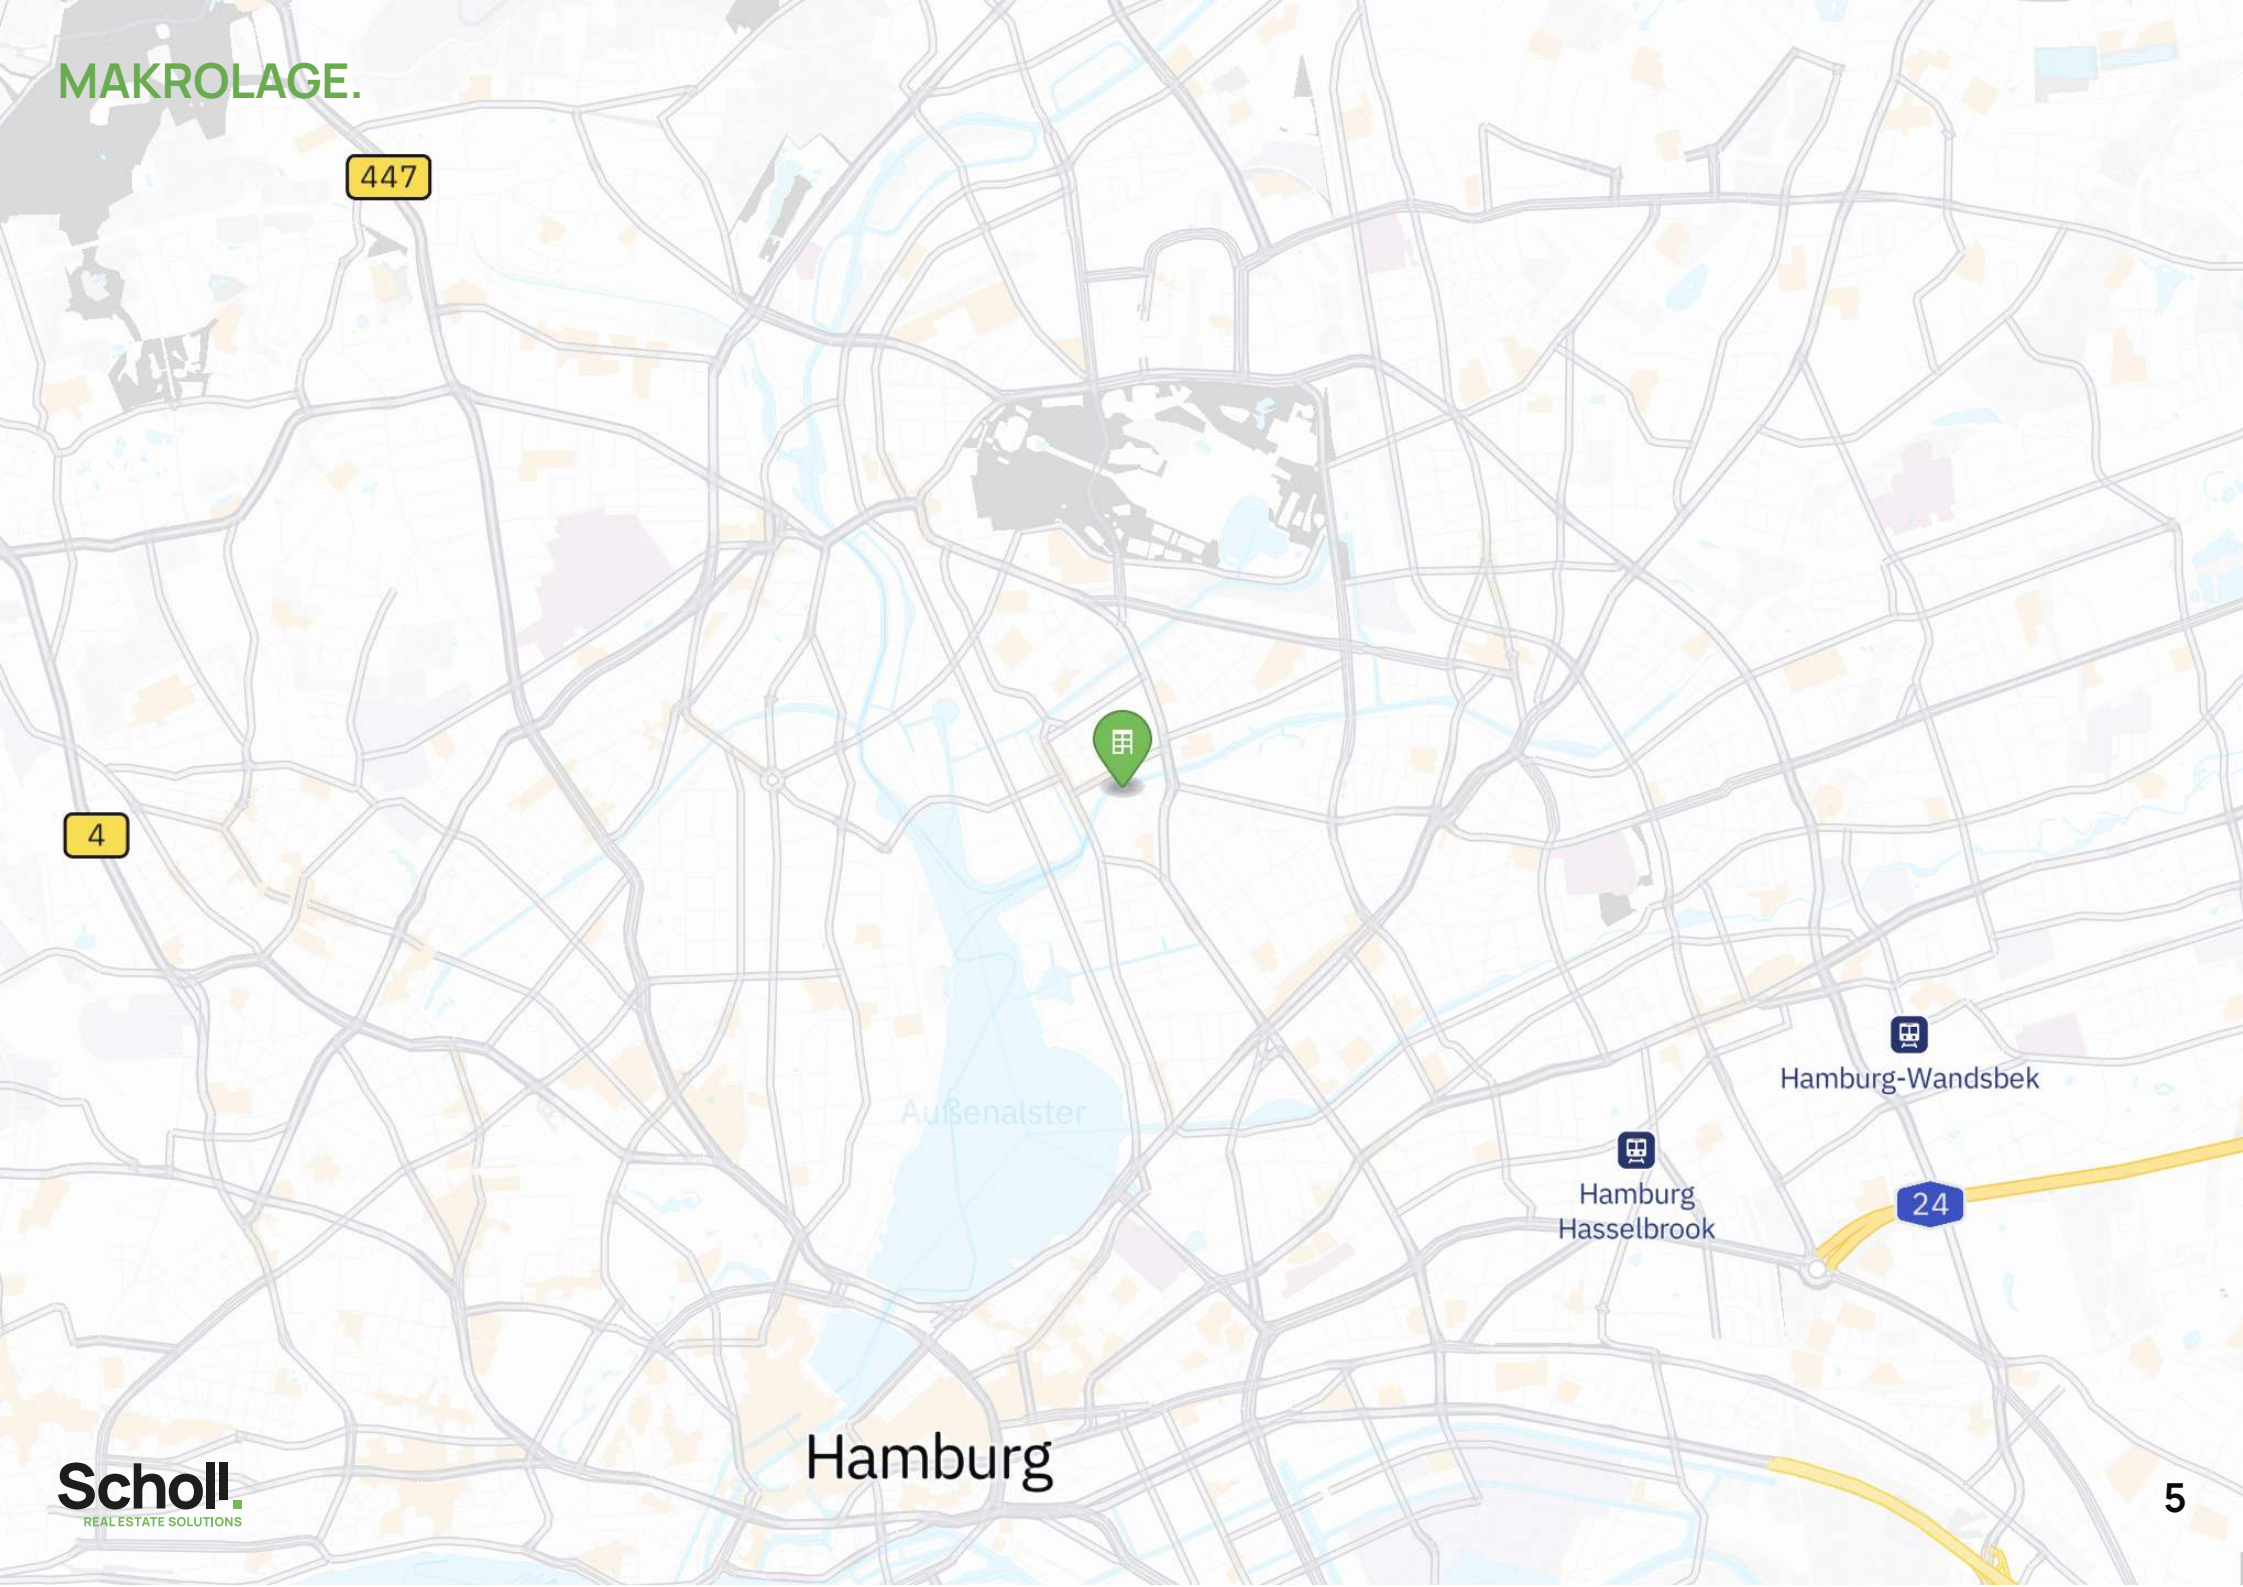 MAKROLAGE.
447
4
Außenalster
Hamburg-Wandsbek
Hamburg
Hasselbrook
24
Hamburg
Scholl.
REAL ESTATE SOLUTIONS
5